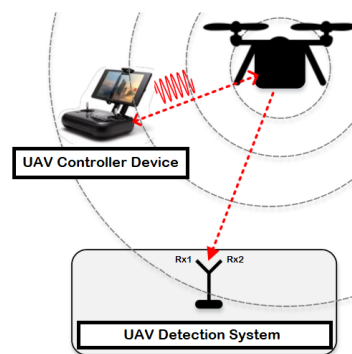 UAV Controller Device
Rx1 Rx2
UAV Detection System